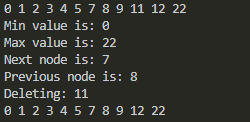 0 1 2 3 4 5 7 8 9 11 12 22
Min value is: 0
Max value is: 22
Next node is: 7
Previous node is: 8
Deleting: 11
0 1 2 3 4 5 7 8 9 12 22